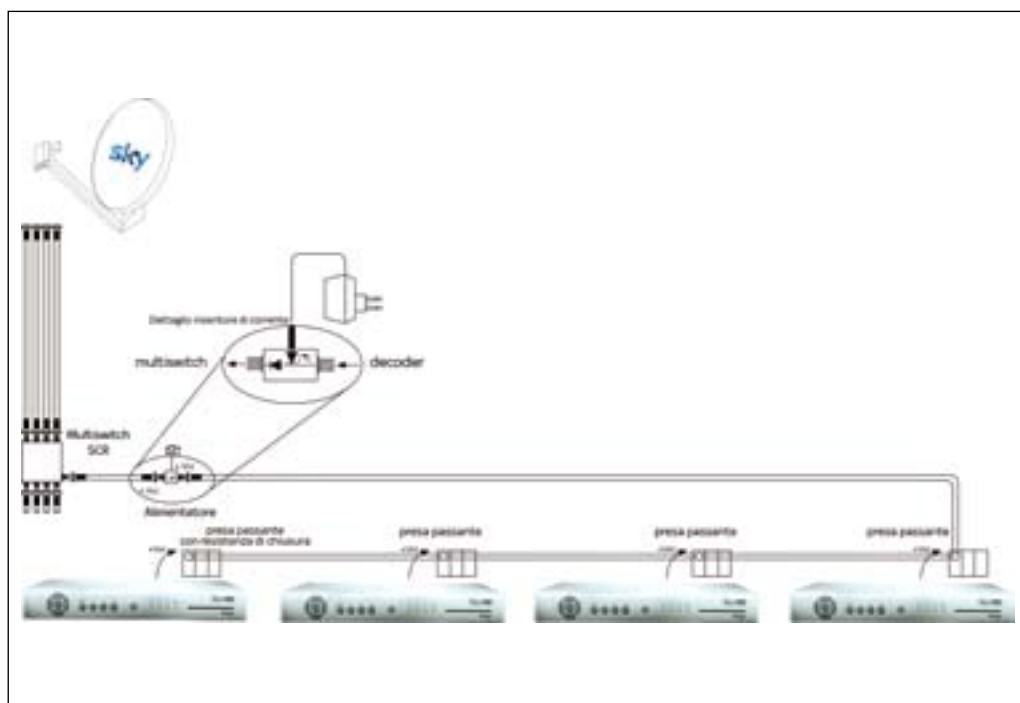 sky
Dettaglio inseritore di corrente
multiswitch
decoder
Multiswitch
SCR
Alimentatore
presa passante
con resistenza di chiusura
presa passante
presa passante
presa passante